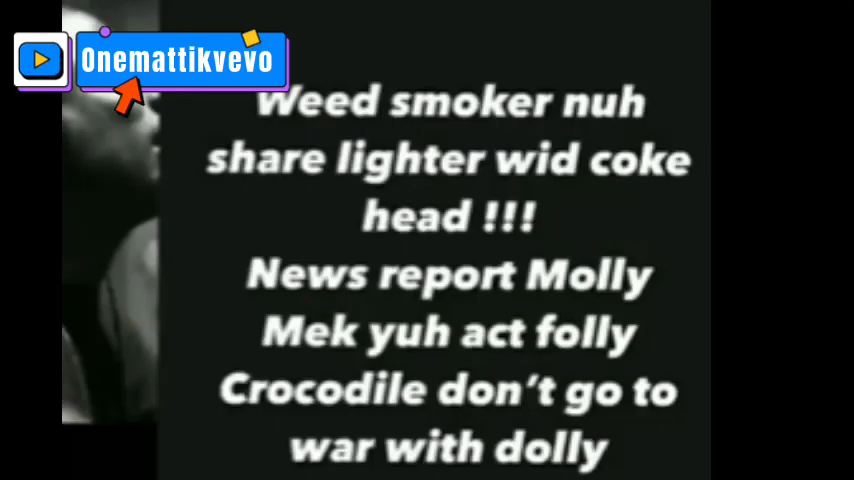 Onemattikvevo
Weed smoker nuh
share lighter wid coke
head !!!
News report Molly
Mek yuh act folly
Crocodile don't go to
war with dolly